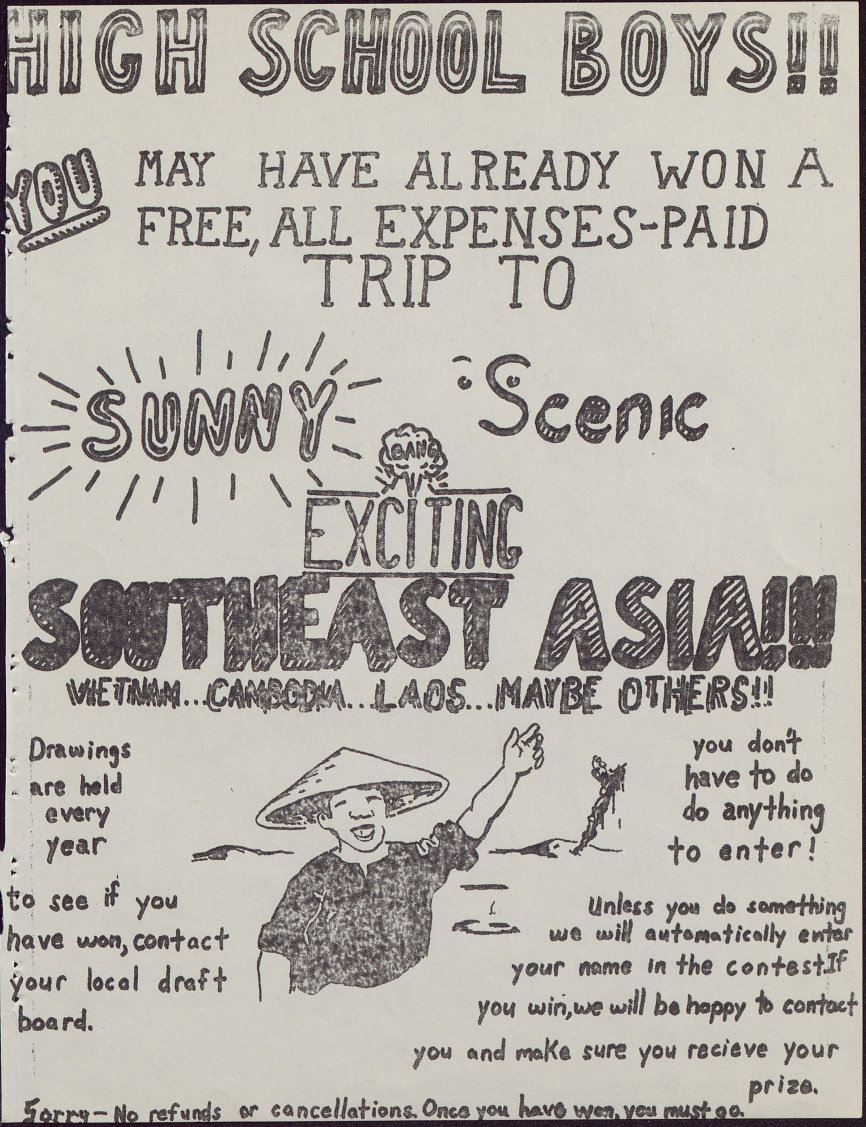 HIGH SCHOOL BOYS!!
YOU MAY HAVE ALREADY WON A
FREE, ALL EXPENSES-PAID
TRIP TO
SUNNY
Scenic
BANG
EXCITING
SOUTHEAST ASIA!!!
VIETNAM...CAMBODIA...LAOS...MAYBE OTHERS!!!
Drawings
are held
every
year
to see if you
have won, contact
your local draft
board.
you don't
have to do
do anything
to enter!
Unless you do something
we will automatically enter
your name in the contest. If
you win, we will be happy to contact
you and make sure you recieve your
prize.
Sorry - No refunds or cancellations. Once you have won, you must go.